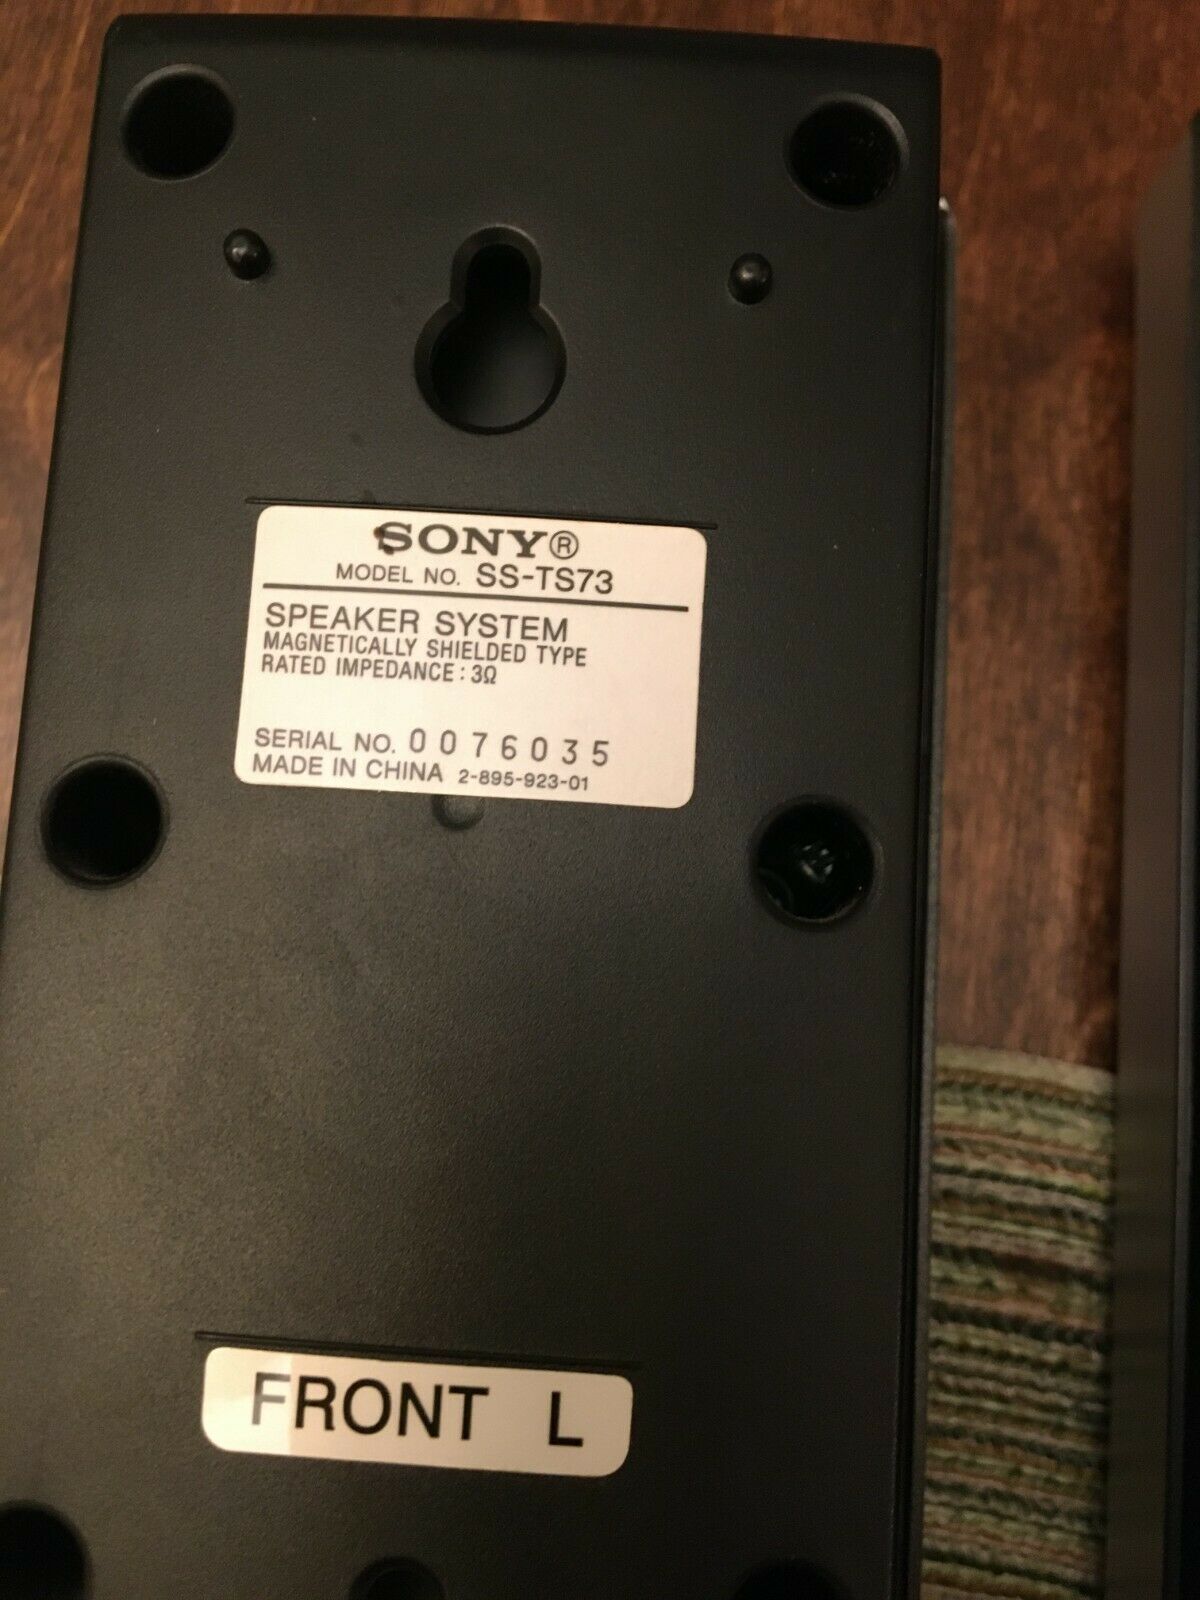 SONY®
MODEL NO. SS-TS73
SPEAKER SYSTEM
MAGNETICALLY SHIELDED TYPE
RATED IMPEDANCE : 3Ω
SERIAL NO. 0076035
MADE IN CHINA 2-895-923-01
FRONT L